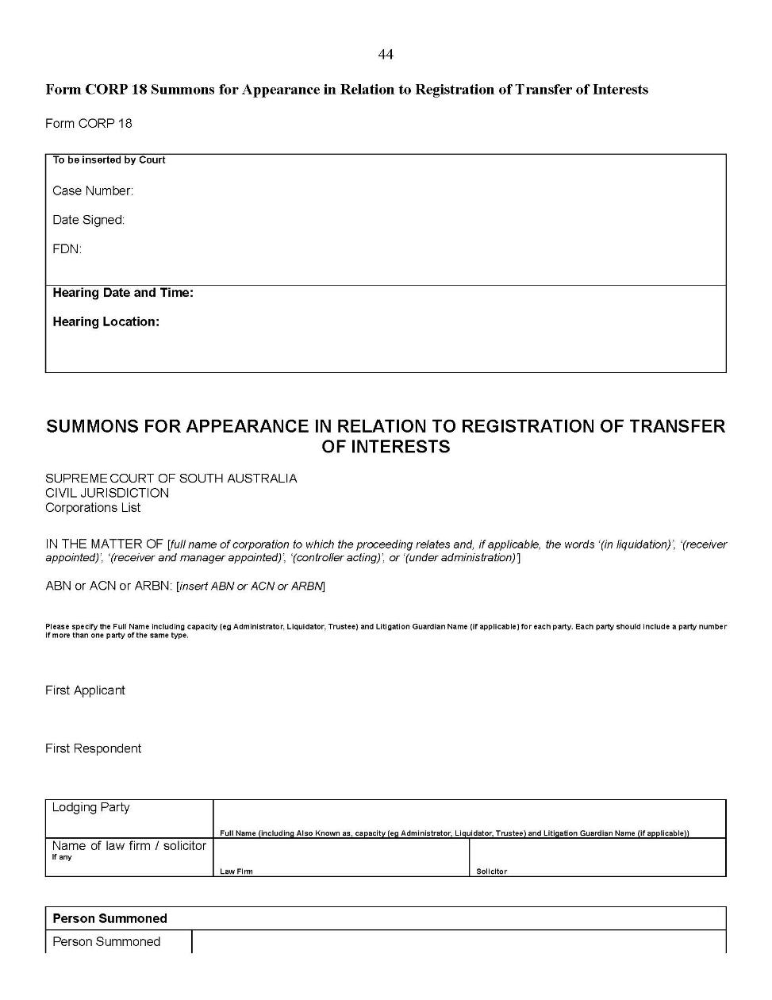 44
Form CORP 18 Summons for Appearance in Relation to Registration of Transfer of Interests
Form CORP 18
To be inserted by Court
Case Number:
Date Signed:
FDN:
Hearing Date and Time:
Hearing Location:
SUMMONS FOR APPEARANCE IN RELATION TO REGISTRATION OF TRANSFER
OF INTERESTS
SUPREME COURT OF SOUTH AUSTRALIA
CIVIL JURISDICTION
Corporations List
IN THE MATTER OF [full name of corporation to which the proceeding relates and, if applicable, the words ‘(in liquidation)’, ‘(receiver
appointed)’, ‘(receiver and manager appointed)’, ‘(controller acting)’, or ‘(under administration)’]
ABN or ACN or ARBN: [insert ABN or ACN or ARBN]
Please specify the Full Name including capacity (eg Administrator, Liquidator, Trustee) and Litigation Guardian Name (if applicable) for each party. Each party should include a party number
if more than one party of the same type.
First Applicant
First Respondent
Lodging Party
Full Name (including Also Known as, capacity (eg Administrator, Liquidator, Trustee) and Litigation Guardian Name (if applicable))
Name of law firm / solicitor
If any
Law Firm
Solicitor
Person Summoned
Person Summoned